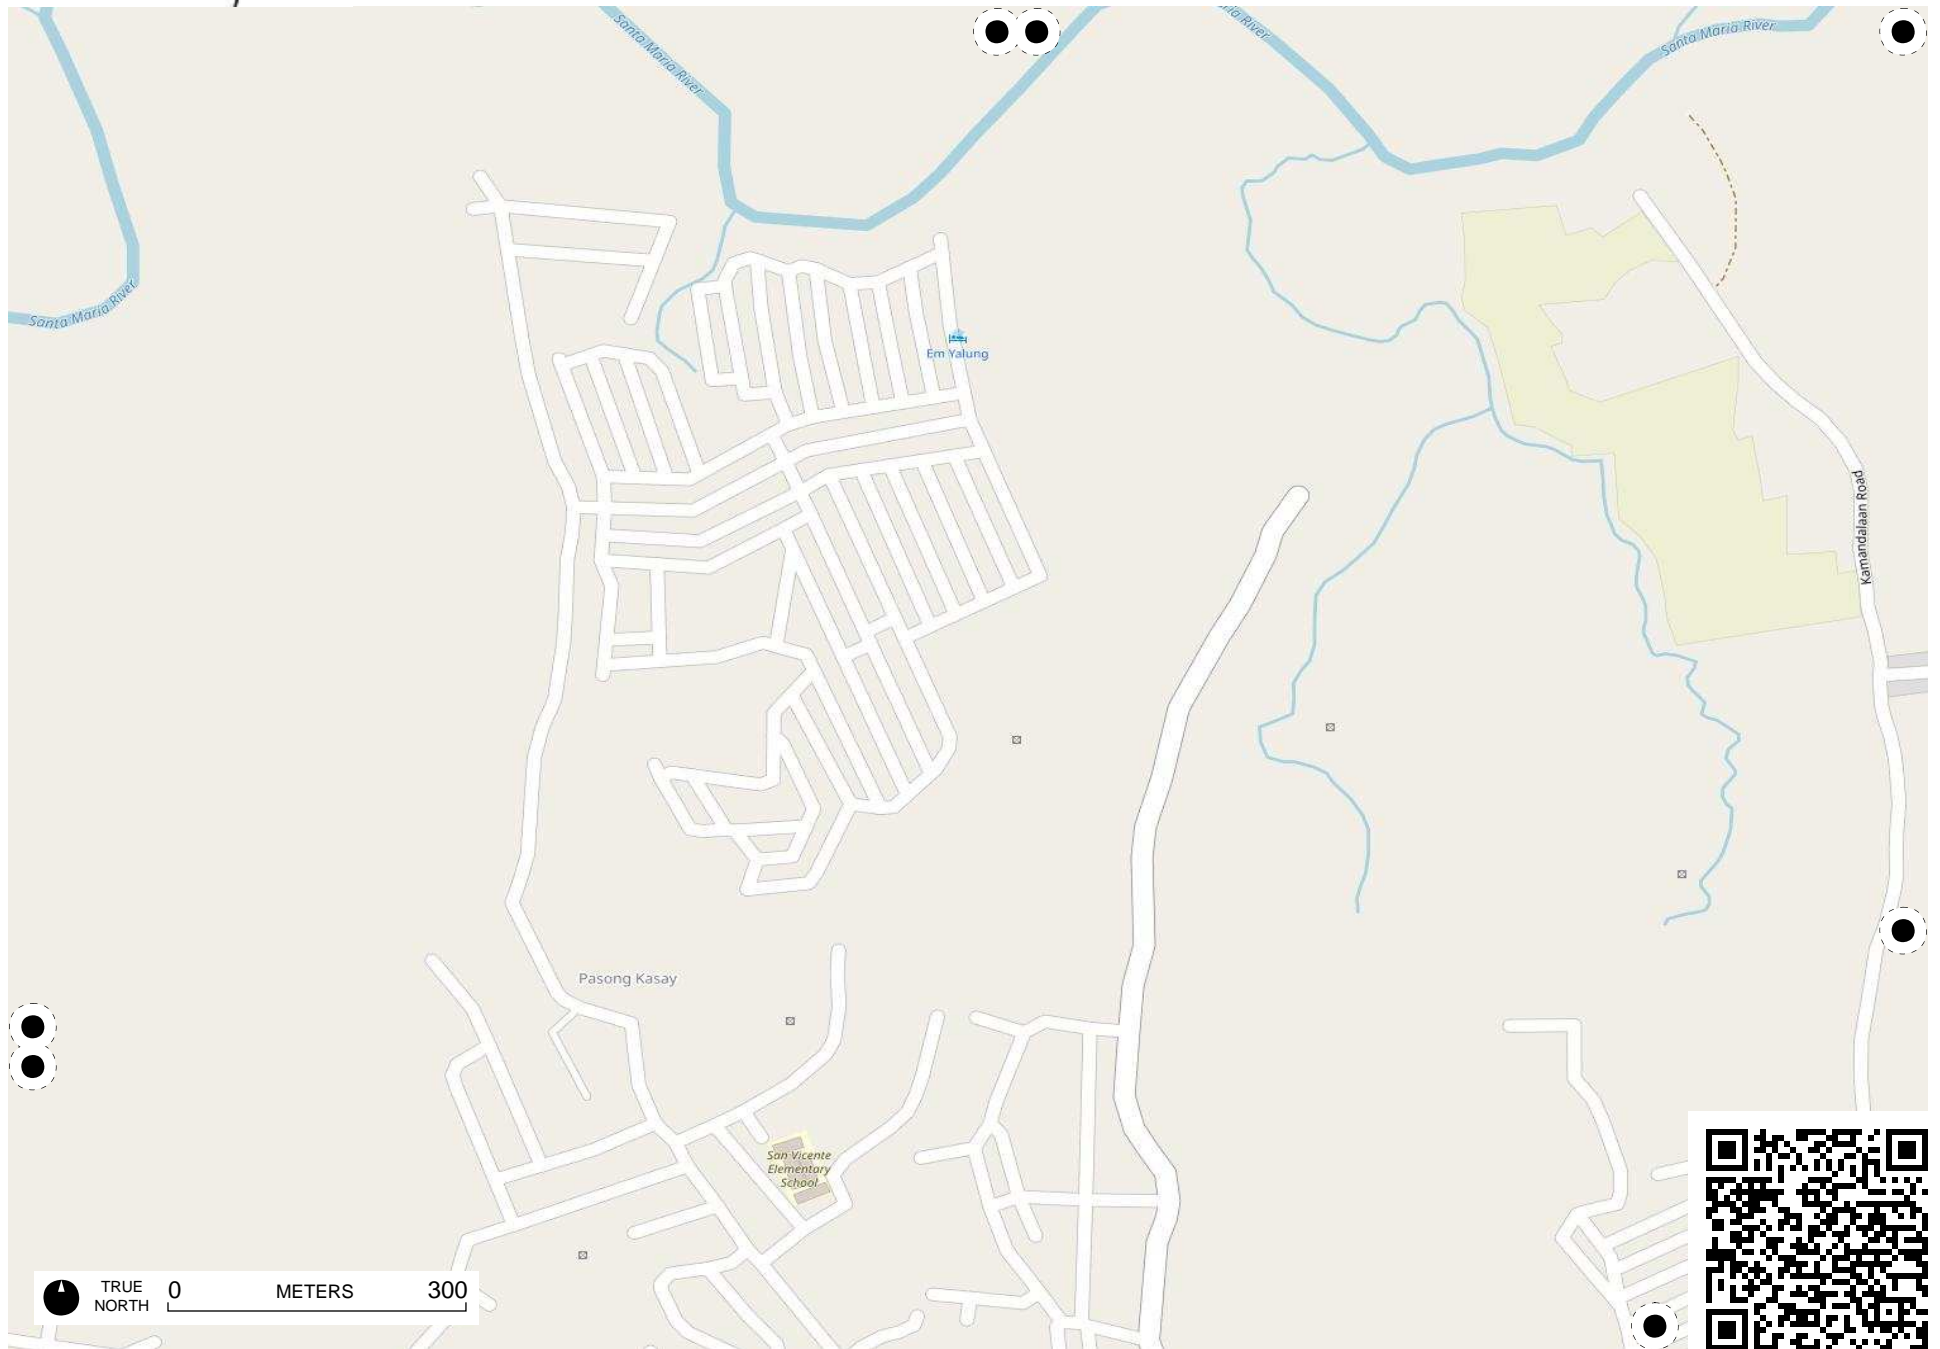 Santa Maria River
Santa Maria River
Santa Maria River
Santa Maria River
Em Yalung
Kamandalaan Road
Pasong Kasay
San Vicente
Elementary
School
TRUE
NORTH
0 METERS 300